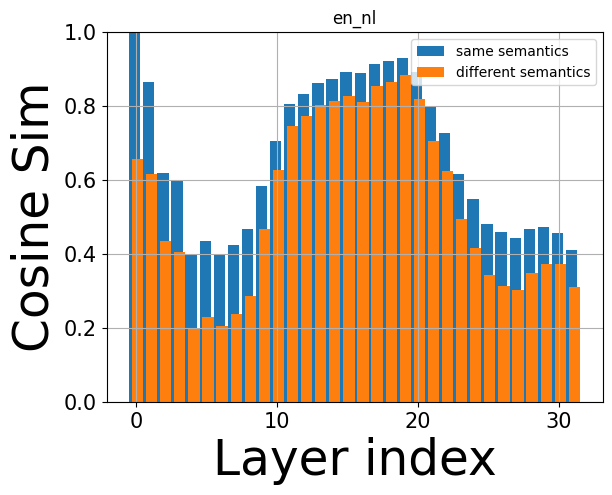 en_nl
same semantics
different semantics
Cosine Sim
1.0
0.8
0.6
0.4
0.2
0.0
0 10 20 30
Layer index